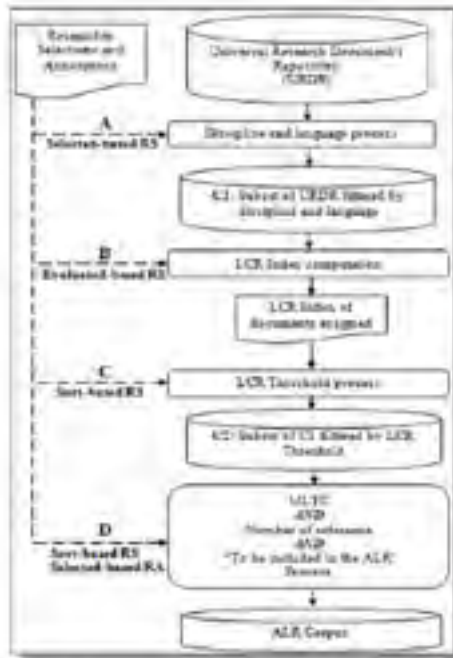 Selections and
Universal Research Documents
Repository
(URDR)
A
Selected-based RS
Discipline and language process
Subset of URDR filtered by
discipline and language
B
Evaluated-based RS
LCR Index computation
LCR Index of
documents assigned
C
Sort-based RS
LCR Threshold process
Subset of filtered by LCR
Threshold
D
Sort-based RS
Selected-based RA
AND
Number of references
AND
"To be included in the ALR"
Process
ALR Corpus